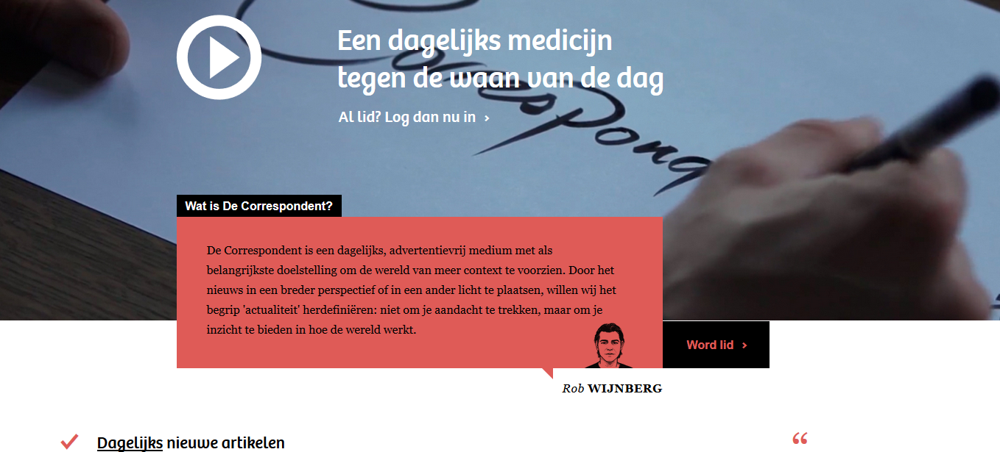 Een dagelijks medicijn
tegen de waan van de dag
Al lid? Log dan nu in ›
Correspond
Wat is De Correspondent?
De Correspondent is een dagelijks, advertentievrij medium met als
belangrijkste doelstelling om de wereld van meer context te voorzien. Door het
nieuws in een breder perspectief of in een ander licht te plaatsen, willen wij het
begrip 'actualiteit' herdefiniëren: niet om je aandacht te trekken, maar om je
inzicht te bieden in hoe de wereld werkt.
Word lid ›
Rob WIJNBERG
Dagelijks nieuwe artikelen
“